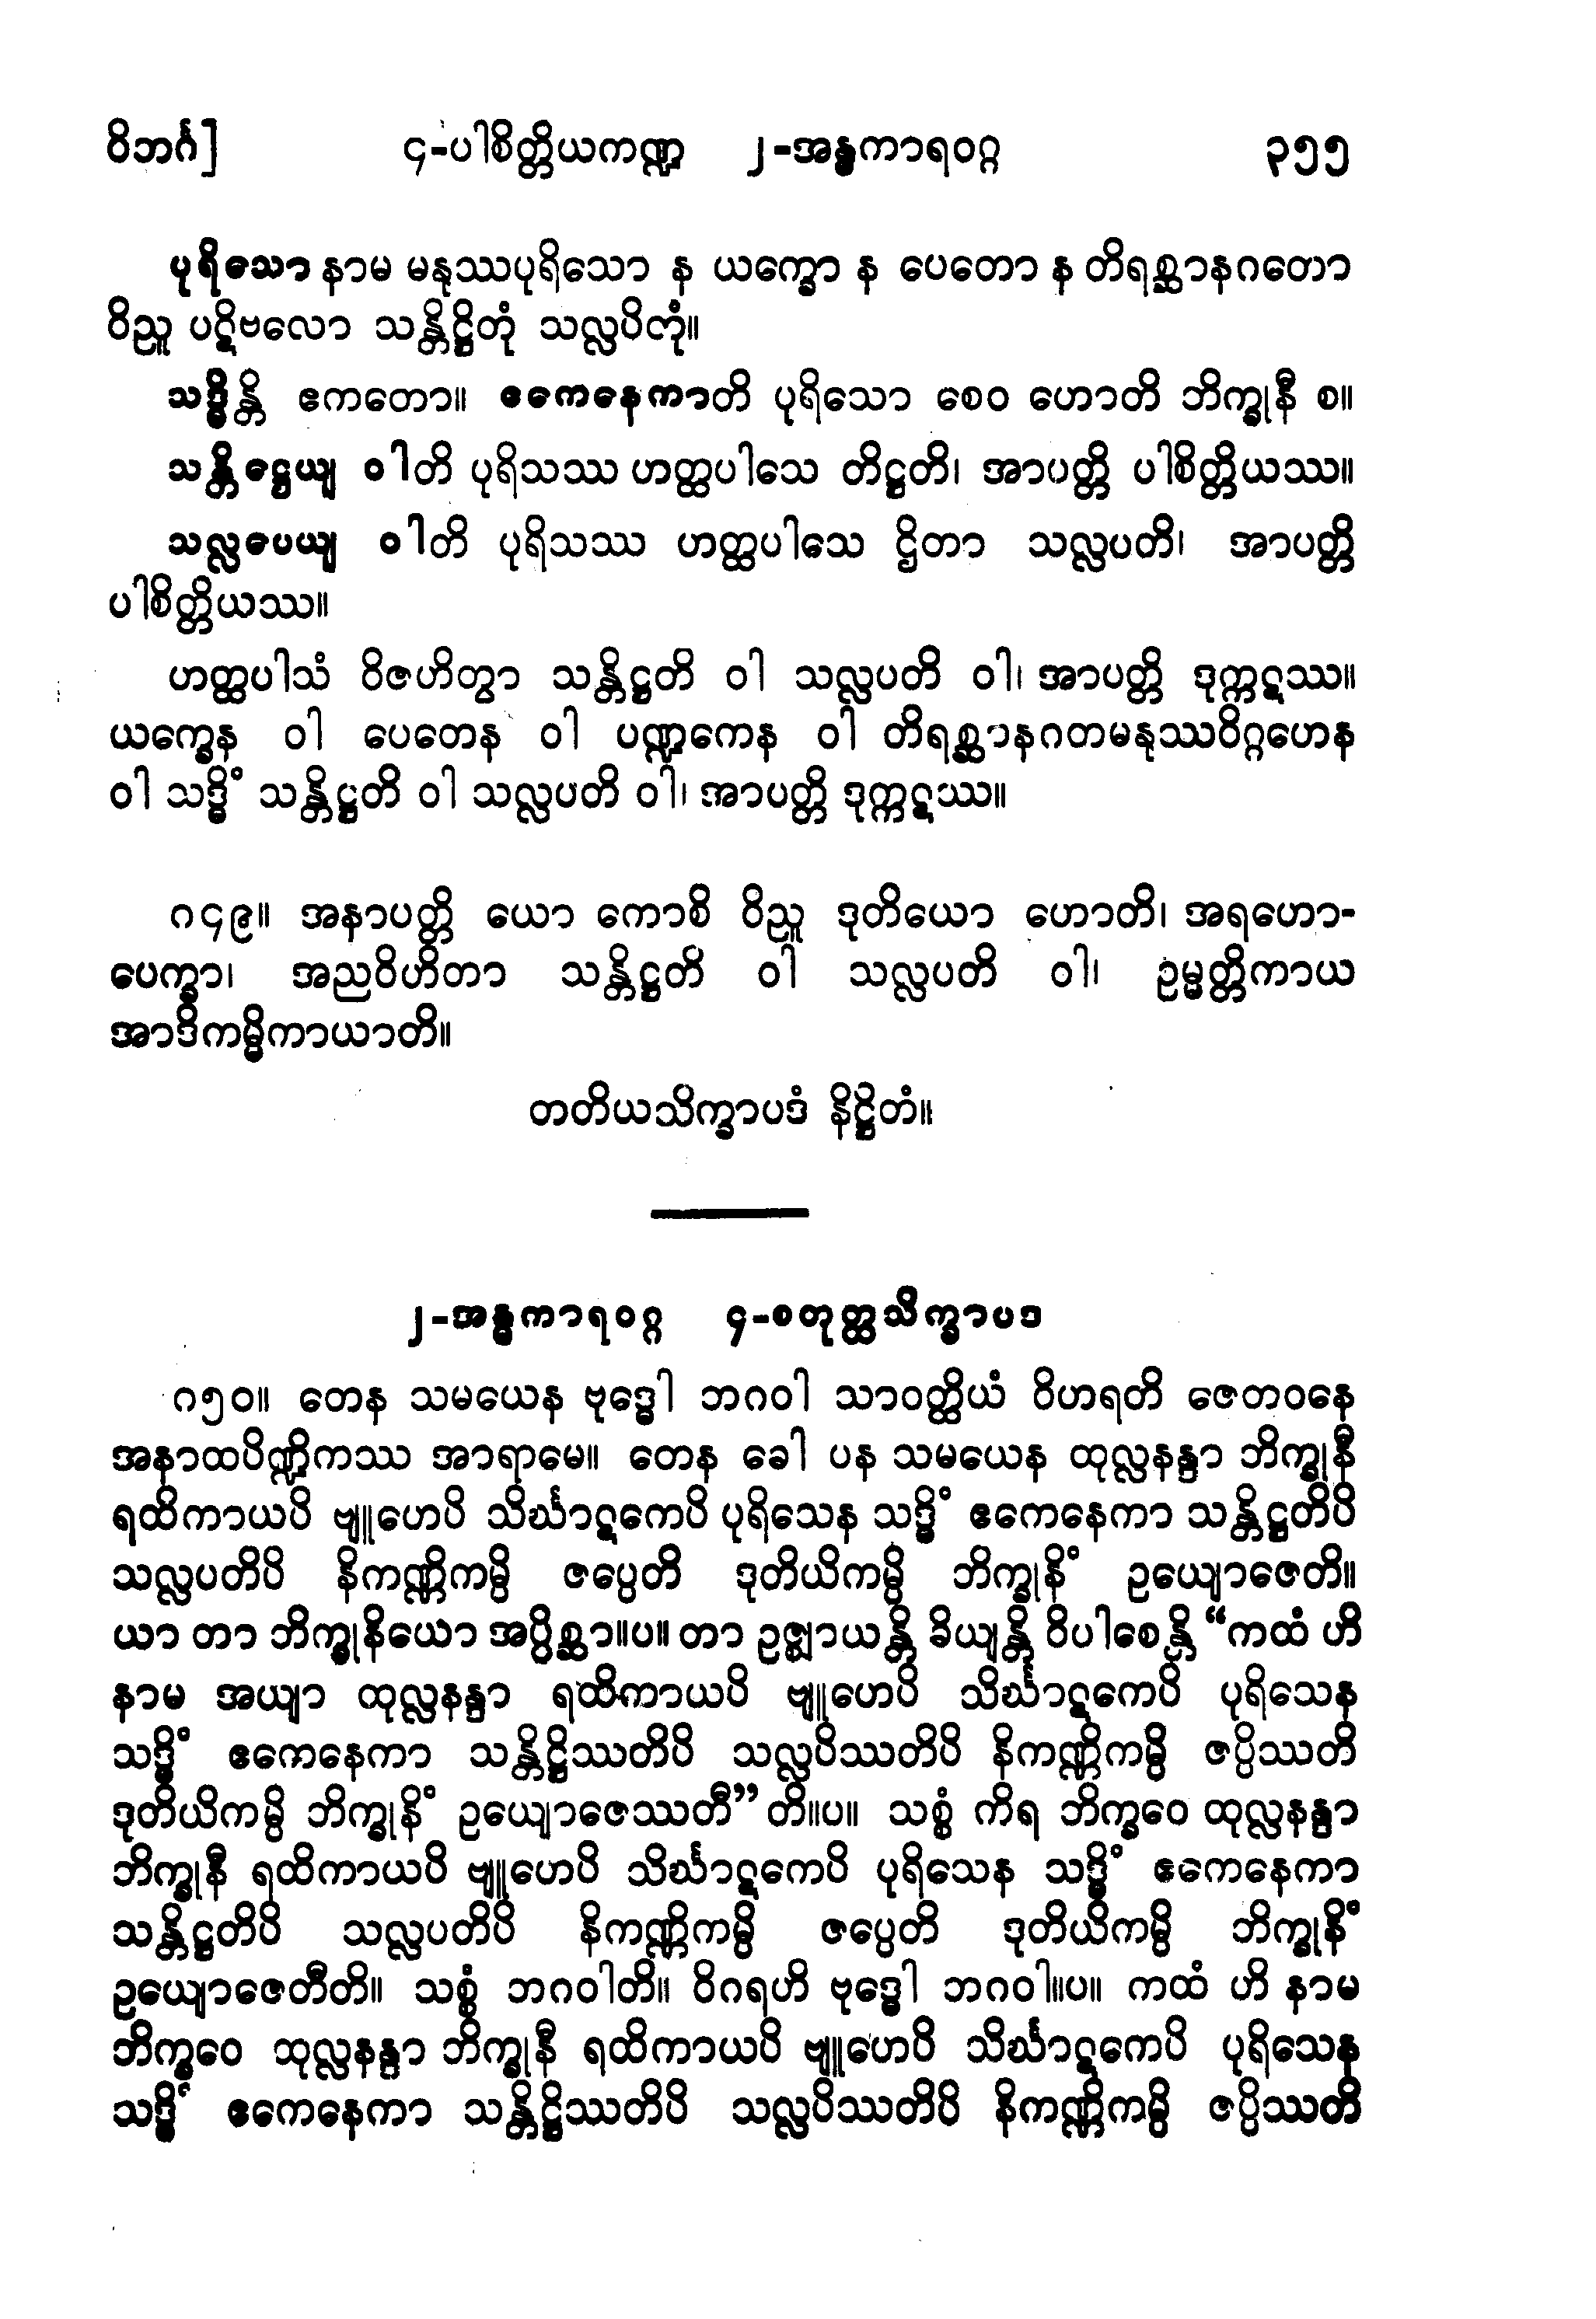 ဝိဘင်္ဂ] ၄-ပါစိတ္တိယကဏ္ဍ ၂-အန္ဓကာရဝဂ္ဂ ၃၅၅
ပုရိသော နာမ မနုဿပုရိသော န ယက္ခော န ပေတော န တိရစ္ဆာနဂတော
ဝိညူ ပဋိဗလော သန္တိဋ္ဌိတုံ သလ္လပိတုံ။
သဒ္ဓိန္တိ ဧကတော။ ဧကေနေကာတိ ပုရိသော စေဝ ဟောတိ ဘိက္ခုနီ စ။
သန္တိဋ္ဌေယျ ဝါတိ ပုရိသဿ ဟတ္ထပါသေ တိဋ္ဌတိ၊ အာပတ္တိ ပါစိတ္တိယဿ။
သလ္လပေယျ ဝါတိ ပုရိသဿ ဟတ္ထပါသေ ဌိတာ သလ္လပတိ၊ အာပတ္တိ
ပါစိတ္တိယဿ။
ဟတ္ထပါသံ ဝိဇဟိတွာ သန္တိဋ္ဌတိ ဝါ သလ္လပတိ ဝါ၊ အာပတ္တိ ဒုက္ကဋဿ။
ယက္ခေန ဝါ ပေတေန ဝါ ပဏ္ဍကေန ဝါ တိရစ္ဆာနဂတမနုဿဝိဂ္ဂဟေန
ဝါ သဒ္ဓိံ သန္တိဋ္ဌတိ ဝါ သလ္လပတိ ဝါ၊ အာပတ္တိ ဒုက္ကဋဿ။
၈၄၉။ အနာပတ္တိ ယော ကောစိ ဝိညူ ဒုတိယော ဟောတိ၊ အရဟော-
ပေက္ခာ၊ အညဝိဟိတာ သန္တိဋ္ဌတိ ဝါ သလ္လပတိ ဝါ၊ ဥမ္မတ္တိကာယ
အာဒိကမ္မိကာယာတိ။
တတိယသိက္ခာပဒံ နိဋ္ဌိတံ။
၂-အန္ဓကာရဝဂ္ဂ ၄-စတုတ္ထသိက္ခာပဒ
၈၅၀။ တေန သမယေန ဗုဒ္ဓေါ ဘဂဝါ သာဝတ္ထိယံ ဝိဟရတိ ဇေတဝနေ
အနာထပိဏ္ဍိကဿ အာရာမေ။ တေန ခေါ ပန သမယေန ထုလ္လနန္ဒာ ဘိက္ခုနီ
ရထိကာယပိ ဗျူဟေပိ သိင်္ဃာဋကေပိ ပုရိသေန သဒ္ဓိံ ဧကေနေကာ သန္တိဋ္ဌတိပိ
သလ္လပတိပိ နိကဏ္ဏိကမ္ပိ ဇပ္ပေတိ ဒုတိယိကမ္ပိ ဘိက္ခုနိံ ဥယျောဇေတိ။
ယာ တာ ဘိက္ခုနိယော အပ္ပိစ္ဆာ။ပ။ တာ ဥဇ္ဈာယန္တိ ခိယျန္တိ ဝိပါစေန္တိ “ကထံ ဟိ
နာမ အယျာ ထုလ္လနန္ဒာ ရထိကာယပိ ဗျူဟေပိ သိင်္ဃာဋကေပိ ပုရိသေန
သဒ္ဓိံ ဧကေနေကာ သန္တိဋ္ဌိဿတိပိ သလ္လပိဿတိပိ နိကဏ္ဏိကမ္ပိ ဇပ္ပိဿတိ
ဒုတိယိကမ္ပိ ဘိက္ခုနိံ ဥယျောဇေဿတီ”တိ။ပ။ သစ္စံ ကိရ ဘိက္ခဝေ ထုလ္လနန္ဒာ
ဘိက္ခုနီ ရထိကာယပိ ဗျူဟေပိ သိင်္ဃာဋကေပိ ပုရိသေန သဒ္ဓိံ ဧကေနေကာ
သန္တိဋ္ဌတိပိ သလ္လပတိပိ နိကဏ္ဏိကမ္ပိ ဇပ္ပေတိ ဒုတိယိကမ္ပိ ဘိက္ခုနိံ
ဥယျောဇေတီတိ။ သစ္စံ ဘဂဝါတိ။ ဝိဂရဟိ ဗုဒ္ဓေါ ဘဂဝါ။ပ။ ကထံ ဟိ နာမ
ဘိက္ခဝေ ထုလ္လနန္ဒာ ဘိက္ခုနီ ရထိကာယပိ ဗျူဟေပိ သိင်္ဃာဋကေပိ ပုရိသေန
သဒ္ဓိံ ဧကေနေကာ သန္တိဋ္ဌိဿတိပိ သလ္လပိဿတိပိ နိကဏ္ဏိကမ္ပိ ဇပ္ပိဿတိ